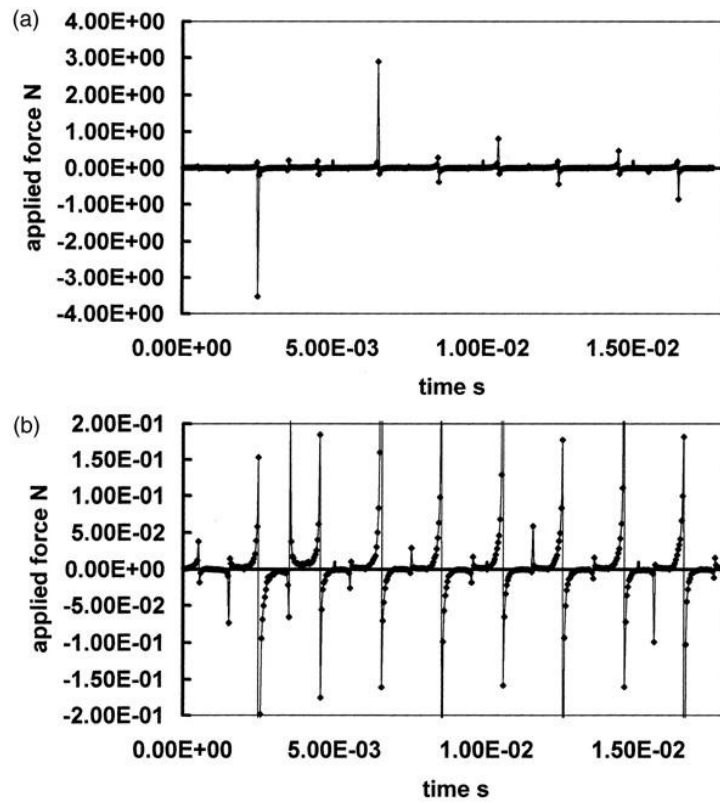 (a)
4.00E+00
3.00E+00
2.00E+00
1.00E+00
0.00E+00
-1.00E+00
-2.00E+00
-3.00E+00
-4.00E+00
applied force N
0.00E+00 5.00E-03 1.00E-02 1.50E-02
time s
(b)
2.00E-01
1.50E-01
1.00E-01
5.00E-02
0.00E+00
-5.00E-02
-1.00E-01
-1.50E-01
-2.00E-01
applied force N
0.00E+00 5.00E-03 1.00E-02 1.50E-02
time s